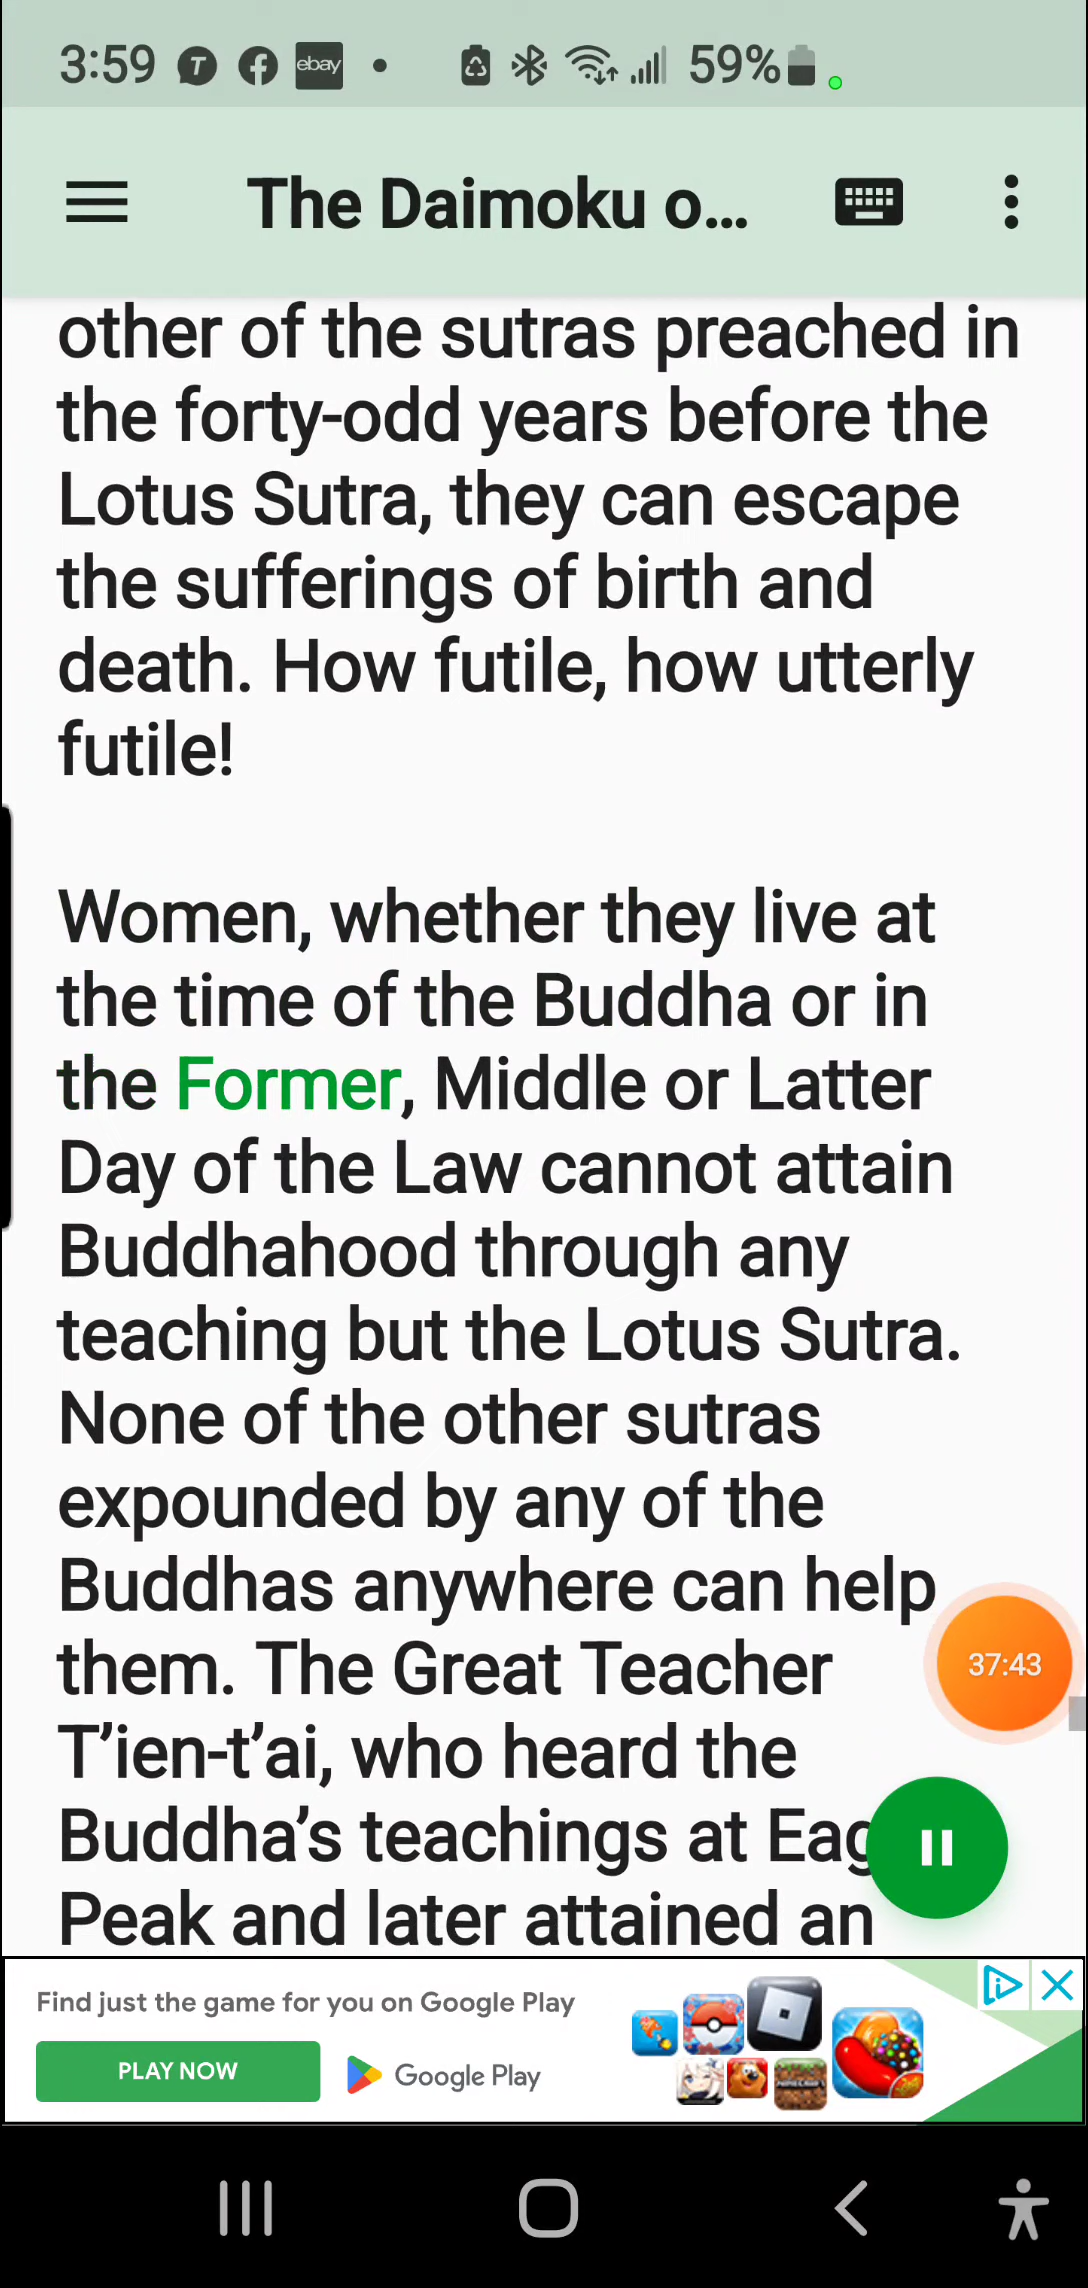 3:59
T
ebay
59%
The Daimoku o...
other of the sutras preached in
the forty-odd years before the
Lotus Sutra, they can escape
the sufferings of birth and
death. How futile, how utterly
futile!
Women, whether they live at
the time of the Buddha or in
the Former, Middle or Latter
Day of the Law cannot attain
Buddhahood through any
teaching but the Lotus Sutra.
None of the other sutras
expounded by any of the
Buddhas anywhere can help
them. The Great Teacher
37:43
T’ien-t’ai, who heard the
Buddha’s teachings at Eag
Peak and later attained an
Find just the game for you on Google Play
PLAY NOW
Google Play
MINECRAFT